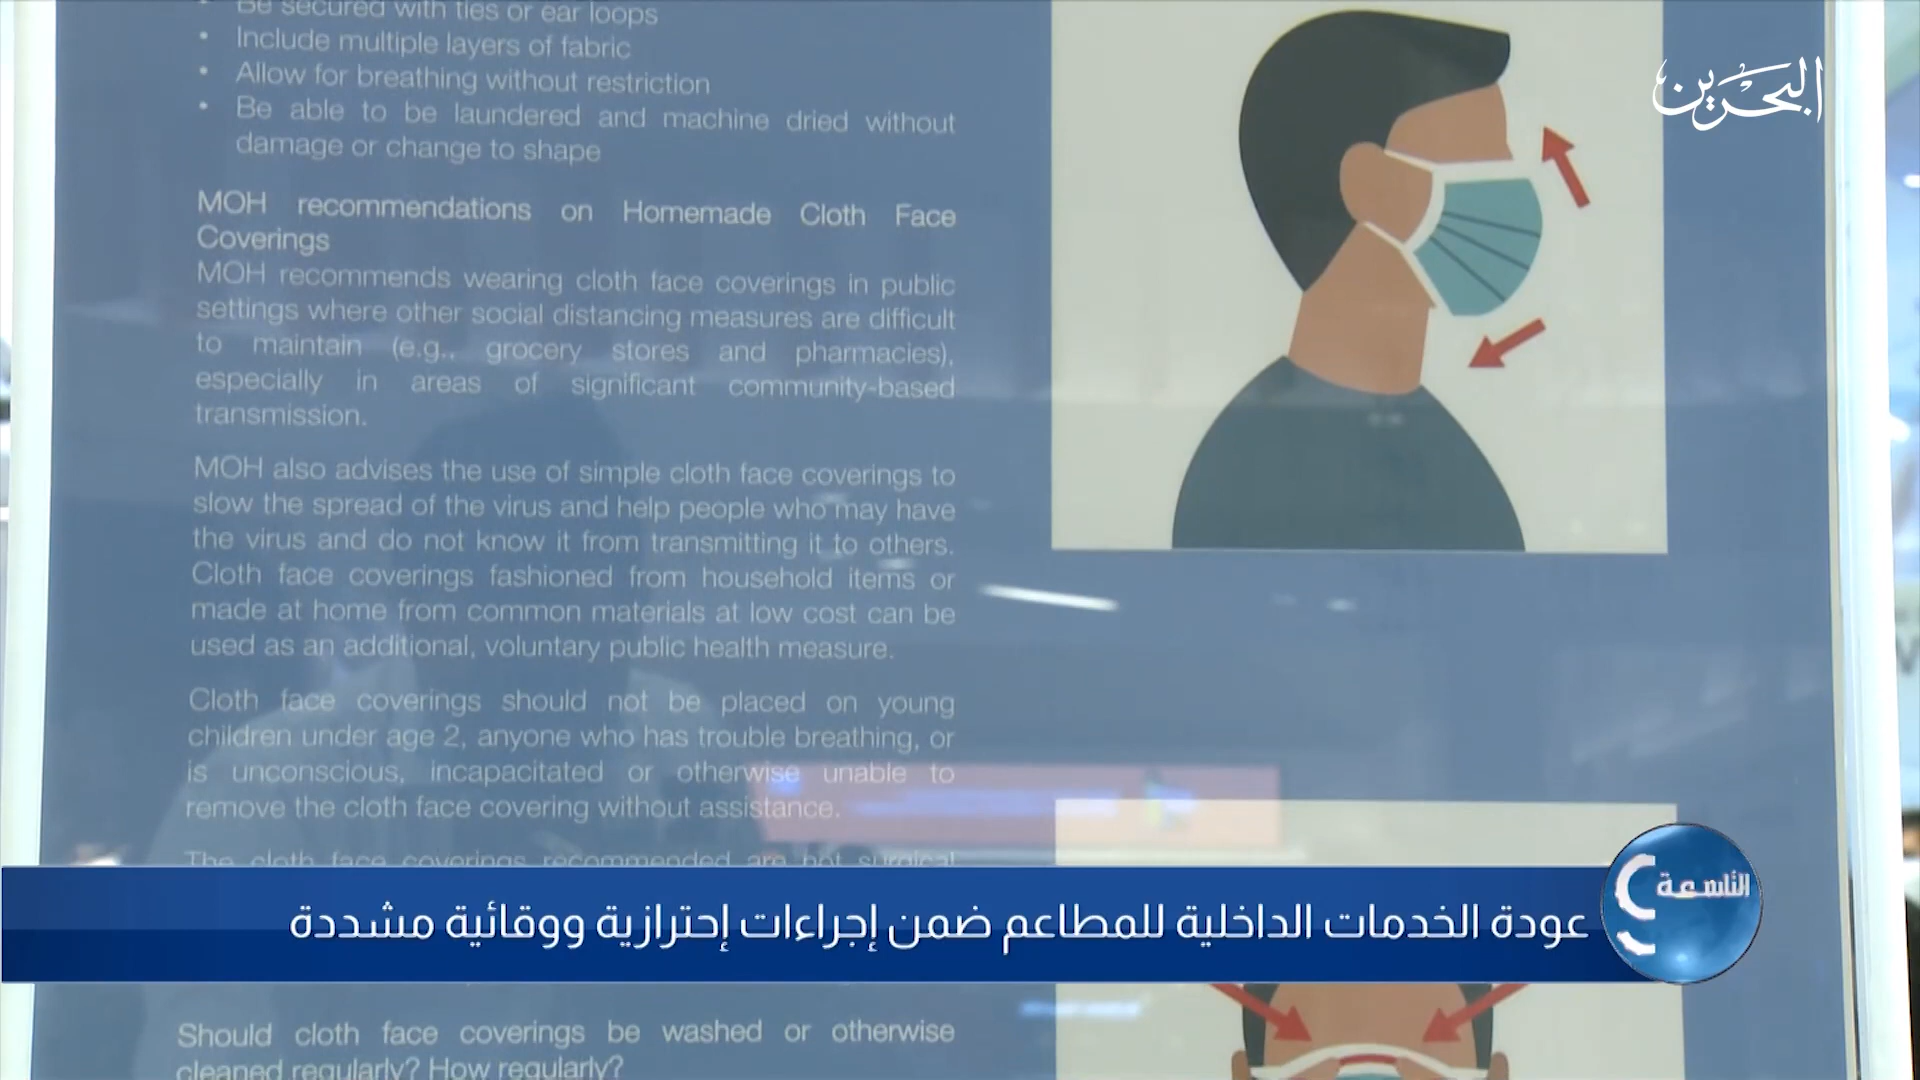 Be secured with ties or ear loops
• Include multiple layers of fabric
• Allow for breathing without restriction
• Be able to be laundered and machine dried without
damage or change to shape
البحرين
MOH recommendations on Homemade Cloth Face
Coverings
MOH recommends wearing cloth face coverings in public
settings where other social distancing measures are difficult
to maintain (e.g., grocery stores and pharmacies),
especially in areas of significant community-based
transmission.
MOH also advises the use of simple cloth face coverings to
slow the spread of the virus and help people who may have
the virus and do not know it from transmitting it to others.
Cloth face coverings fashioned from household items or
made at home from common materials at low cost can be
used as an additional, voluntary public health measure.
Cloth face coverings should not be placed on young
children under age 2, anyone who has trouble breathing, or
is unconscious, incapacitated or otherwise unable to
remove the cloth face covering without assistance.
The cloth face coverings recommended are not surgical
التاسعة
عودة الخدمات الداخلية للمطاعم ضمن إجراءات إحترازية ووقائية مشددة
Should cloth face coverings be washed or otherwise
cleaned regularly? How regularly?